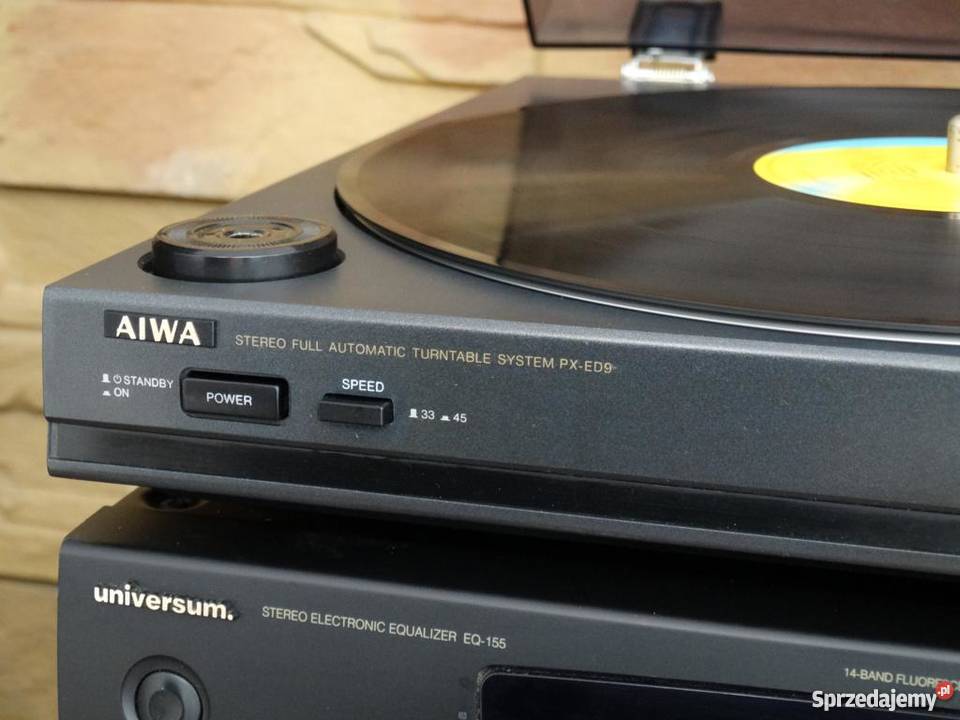 AIWA
STEREO FULL AUTOMATIC TURNTABLE SYSTEM PX-ED9
STANDBY
ON
POWER
SPEED
33 45
universum.
STEREO ELECTRONIC EQUALIZER EQ-155
14-BAND
Sprzedajemy.pl